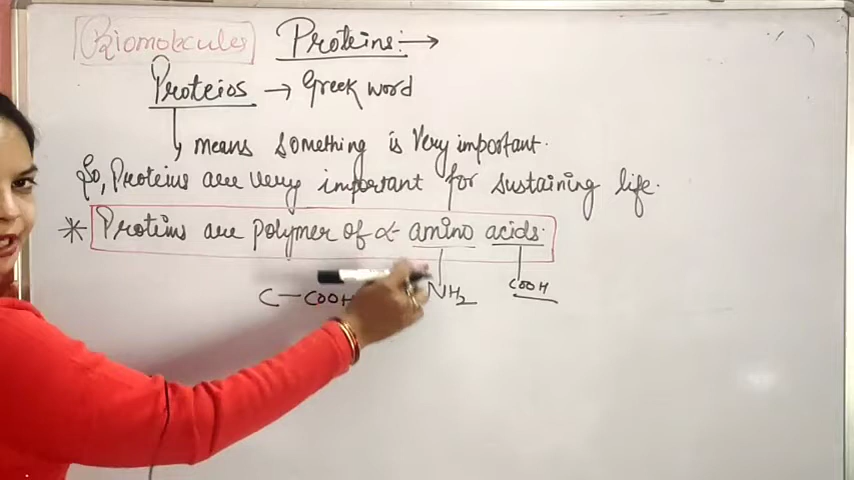 Biomolecules Proteins:→
Proteios → Greek word
means something is very important.
So, Proteins are very important for sustaining life.
* Proteins are polymer of α- amino acids.
C — COOH NH2 COOH